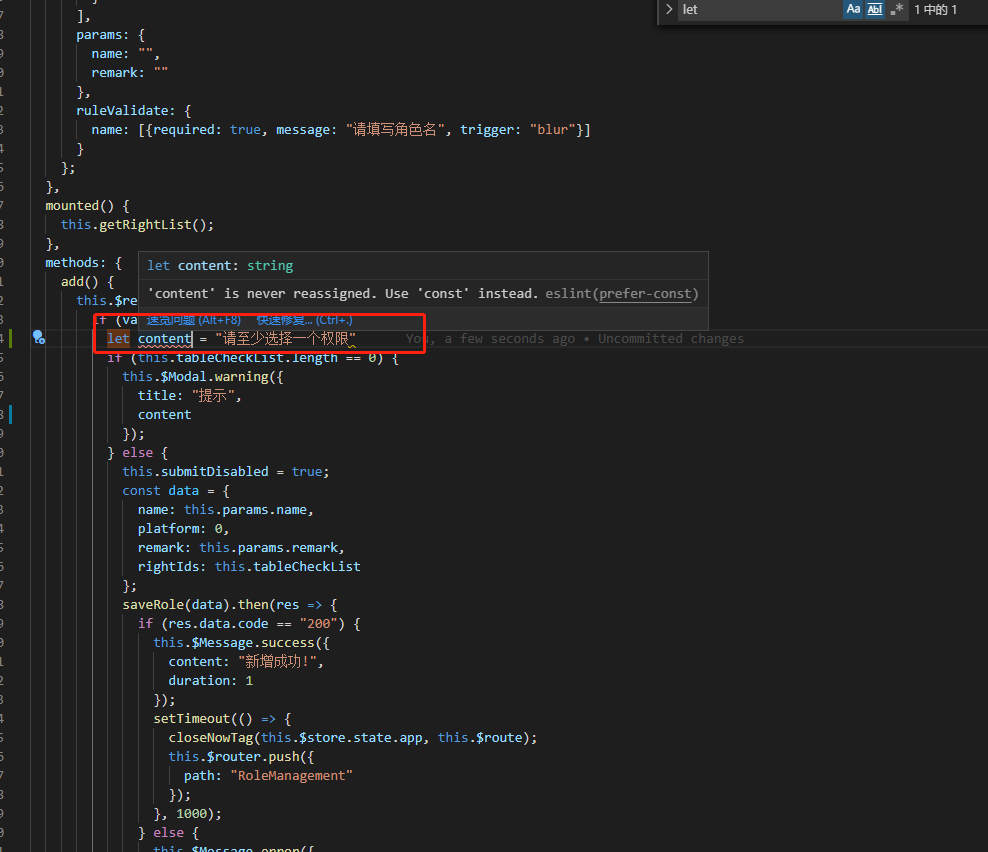 let
Aa
Abl
.*
1 中的 1
],
params: {
name: "",
remark: ""
},
ruleValidate: {
name: [{required: true, message: "请填写角色名", trigger: "blur"}]
}
};
},
mounted() {
this.getRightList();
},
methods: {
let content: string
add() {
'content' is never reassigned. Use 'const' instead. eslint(prefer-const)
this.$re
if (va
速览问题 (Alt+F8) 快速修复... (Ctrl+.)
let content = "请至少选择一个权限" You, a few seconds ago • Uncommitted changes
if (this.tableCheckList.length == 0) {
this.$Modal.warning({
title: "提示",
content
});
} else {
this.submitDisabled = true;
const data = {
name: this.params.name,
platform: 0,
remark: this.params.remark,
rightIds: this.tableCheckList
};
saveRole(data).then(res => {
if (res.data.code == "200") {
this.$Message.success({
content: "新增成功!",
duration: 1
});
setTimeout(() => {
closeNowTag(this.$store.state.app, this.$route);
this.$router.push({
path: "RoleManagement"
});
}, 1000);
} else {
this.$Message.error({